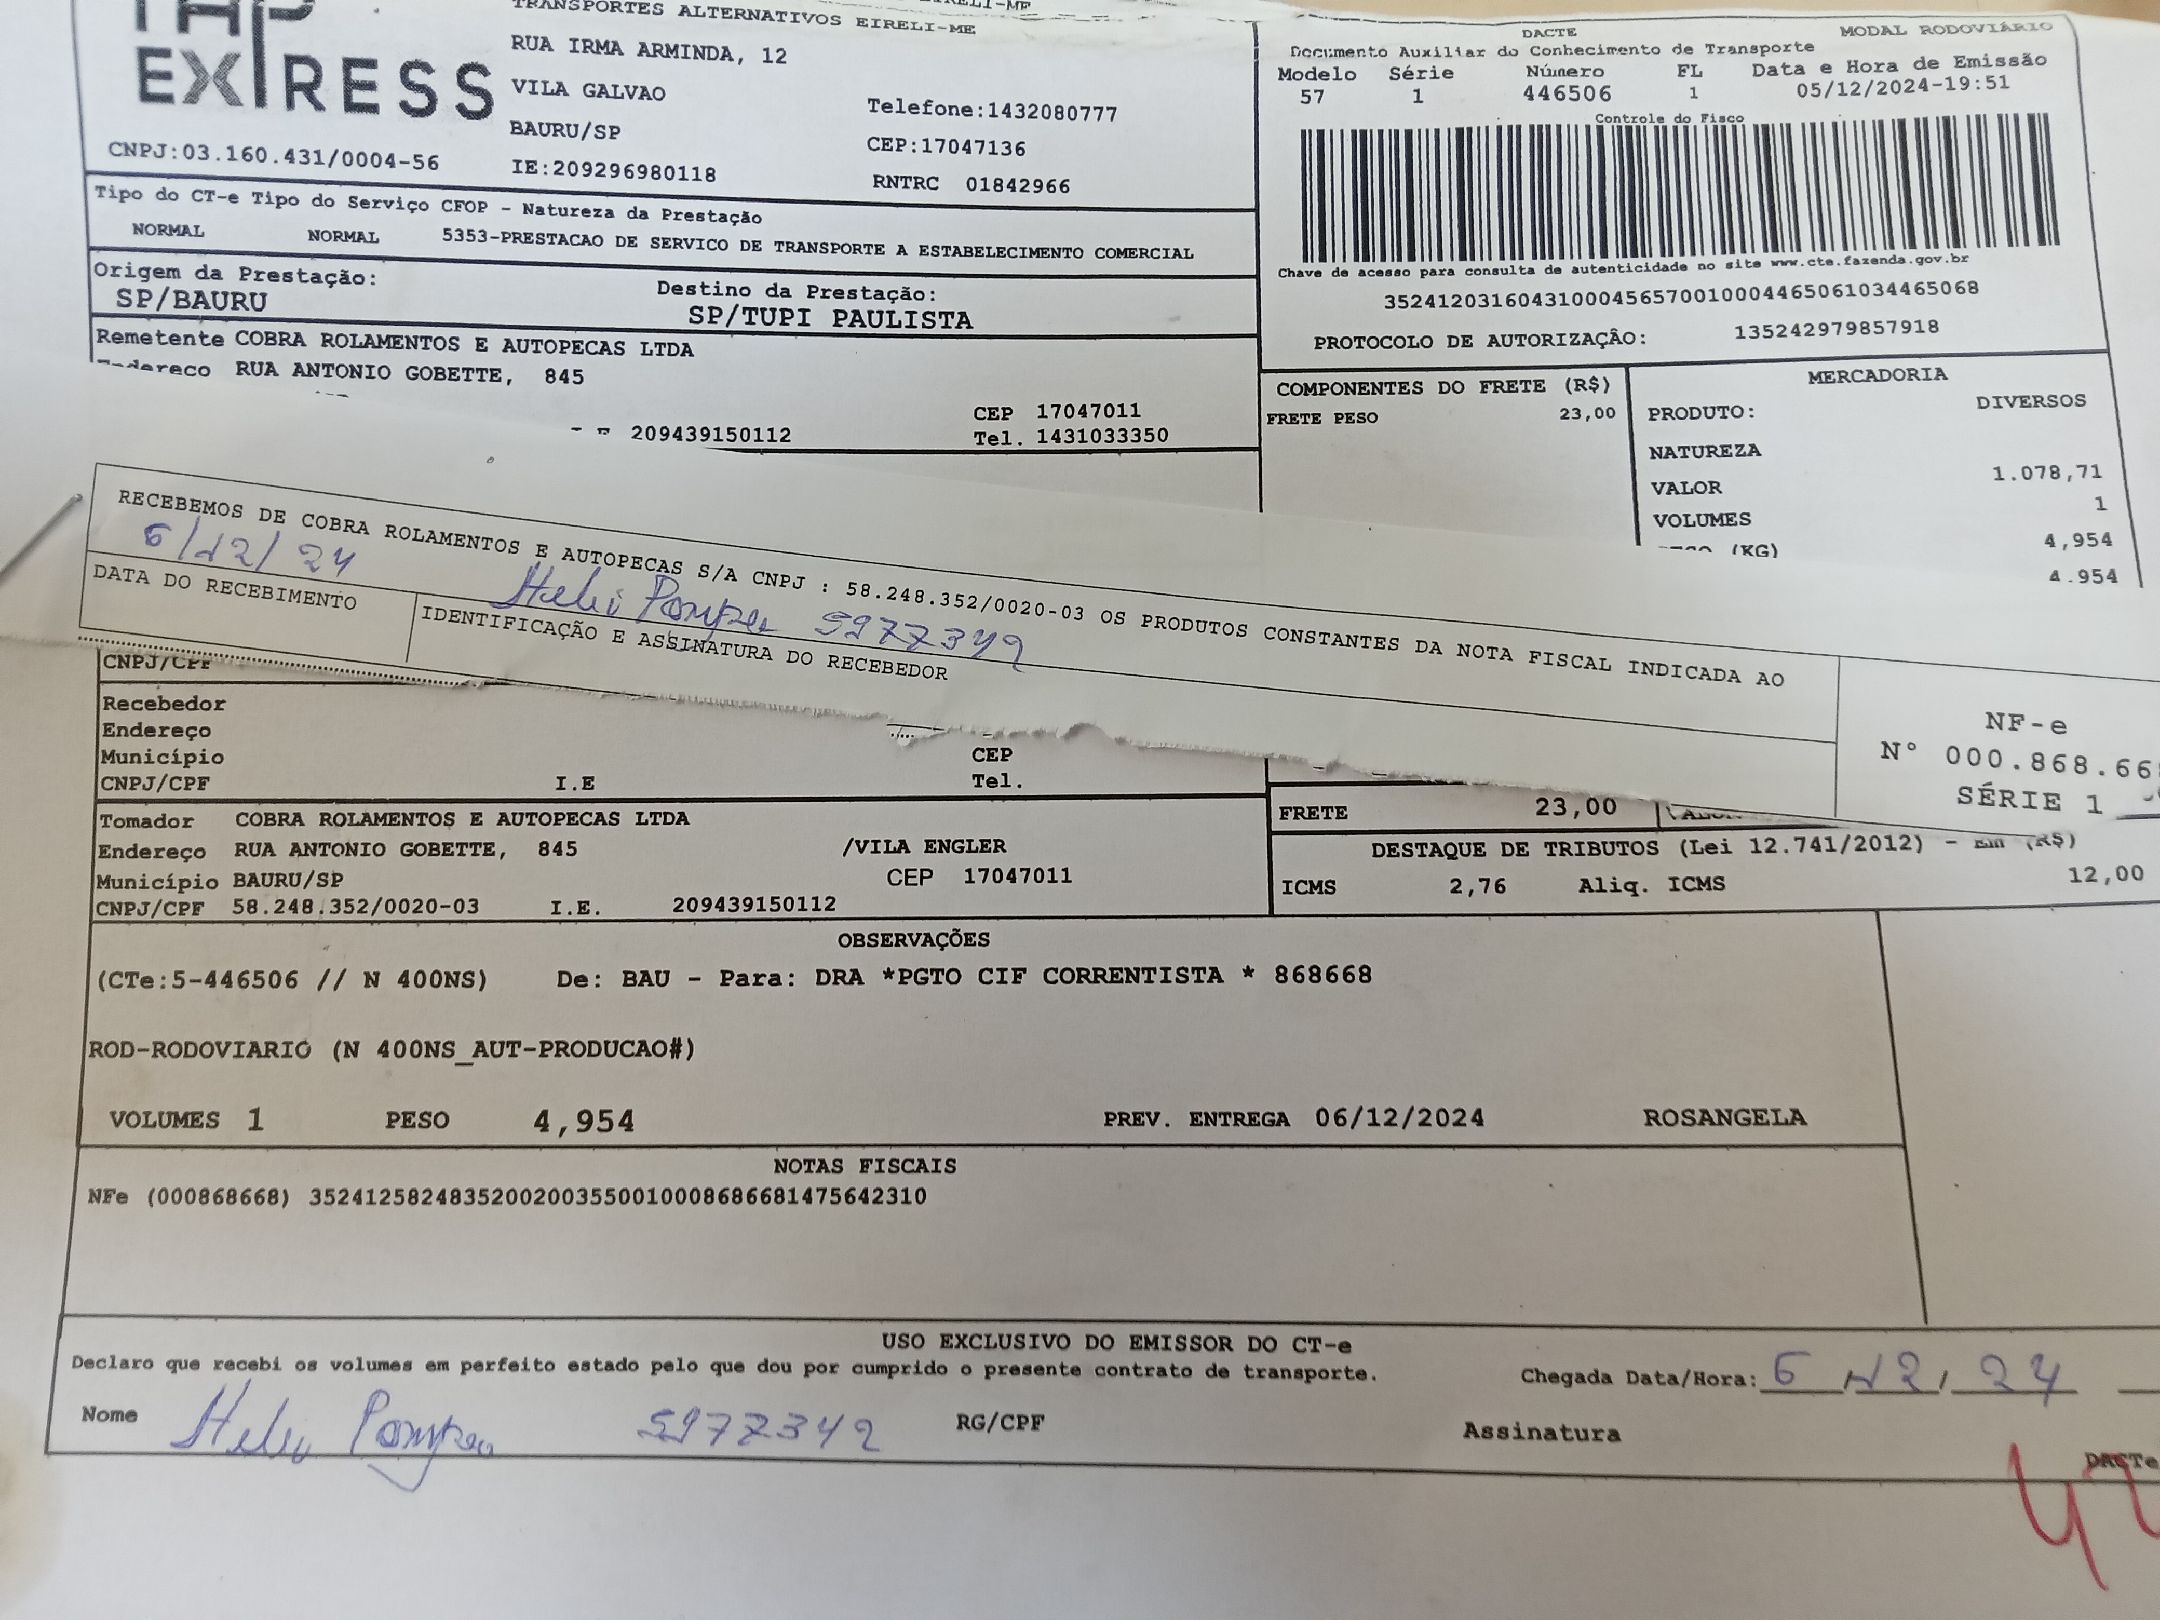 EXPRESS
TRANSPORTES ALTERNATIVOS EIRELI-ME
RUA IRMA ARMINDA, 12
VILA GALVAO
BAURU/SP
IE:209296980118
Telefone:1432080777
CEP:17047136
RNTRC 01842966
CNPJ:03.160.431/0004-56
DACTE
MODAL RODOVIÁRIO
Documento Auxiliar do Conhecimento de Transporte
Modelo Série Número FL Data e Hora de Emissão
57 1 446506 1 05/12/2024-19:51
Controle do Fisco
Chave de acesso para consulta de autenticidade no site www.cte.fazenda.gov.br
35241203160431000456570010004465061034465068
PROTOCOLO DE AUTORIZAÇÃO: 135242979857918
Tipo do CT-e Tipo do Serviço CFOP - Natureza da Prestação
NORMAL NORMAL 5353-PRESTACAO DE SERVICO DE TRANSPORTE A ESTABELECIMENTO COMERCIAL
Origem da Prestação: Destino da Prestação:
SP/BAURU SP/TUPI PAULISTA
Remetente COBRA ROLAMENTOS E AUTOPECAS LTDA
Endereço RUA ANTONIO GOBETTE, 845
CEP 17047011
209439150112 Tel. 1431033350
COMPONENTES DO FRETE (R$)
FRETE PESO 23,00
MERCADORIA
PRODUTO: DIVERSOS
NATUREZA
VALOR 1.078,71
VOLUMES 1
(KG) 4,954
4.954
RECEBEMOS DE COBRA ROLAMENTOS E AUTOPECAS S/A CNPJ : 58.248.352/0020-03 OS PRODUTOS CONSTANTES DA NOTA FISCAL INDICADA AO
6/12/24
Pompeo 5977342
DATA DO RECEBIMENTO
IDENTIFICAÇÃO E ASSINATURA DO RECEBEDOR
NF-e
N° 000.868.66
SÉRIE 1
CNPJ/CPF
Recebedor
Endereço
Município CEP
CNPJ/CPF I.E Tel.
Tomador COBRA ROLAMENTOS E AUTOPECAS LTDA
Endereço RUA ANTONIO GOBETTE, 845 /VILA ENGLER
Município BAURU/SP CEP 17047011
CNPJ/CPF 58.248.352/0020-03 I.E. 209439150112
FRETE 23,00
DESTAQUE DE TRIBUTOS (Lei 12.741/2012) - Em (R$)
ICMS 2,76 Aliq. ICMS 12,00
OBSERVAÇÕES
(CTe:5-446506 // N 400NS) De: BAU - Para: DRA *PGTO CIF CORRENTISTA * 868668
ROD-RODOVIARIO (N 400NS_AUT-PRODUCAO#)
VOLUMES 1 PESO 4,954 PREV. ENTREGA 06/12/2024 ROSANGELA
NOTAS FISCAIS
NFe (000868668) 35241258248352002003550010008686681475642310
USO EXCLUSIVO DO EMISSOR DO CT-e
Declaro que recebi os volumes em perfeito estado pelo que dou por cumprido o presente contrato de transporte.
Chegada Data/Hora: 6/12/24
Nome Pompeo 5977342 RG/CPF Assinatura
DACTe